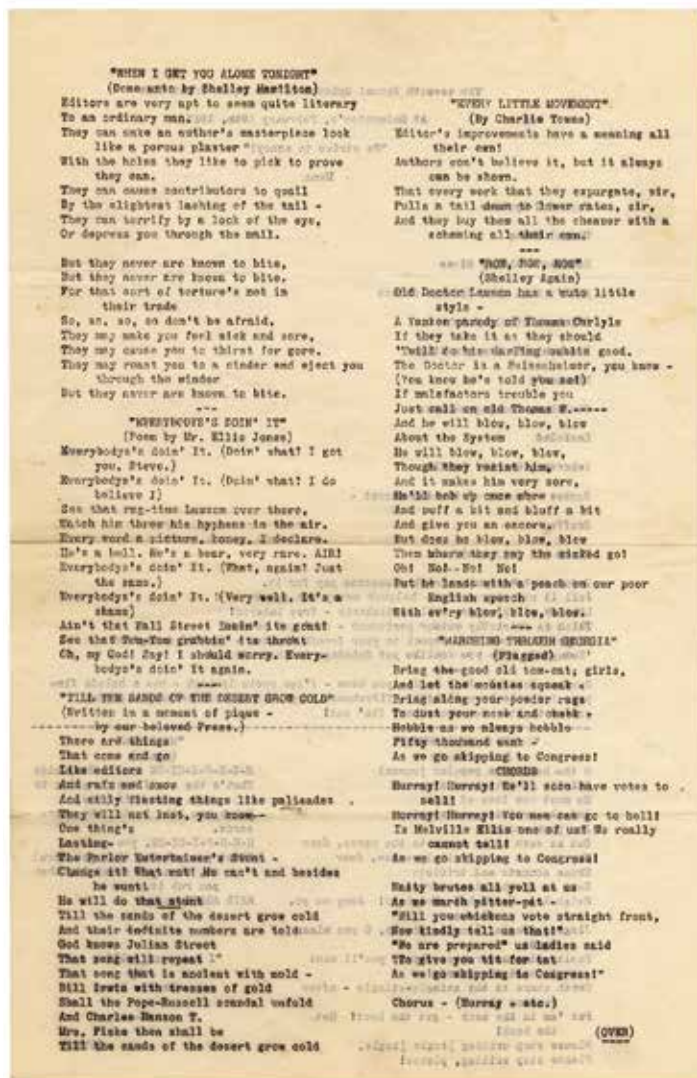 "WHEN I GET YOU ALONE TONIGHT"
(Done unto by Shelley Hamilton)
Editors are very apt to seem quite literary
To an ordinary man.
They can make an author's masterpiece look
like a porous plaster
With the holes they like to pick to prove
they can.
They can cause contributors to quail
By the slightest lashing of the tail -
They can terrify by a lock of the eye,
Or depress you through the mail.
But they never are known to bite,
But they never are known to bite,
For that sort of torture's not in
their trade
So, so, so, so don't be afraid.
They may make you feel sick and sore,
They may cause you to thirst for gore.
They may roast you to a cinder and eject you
through the winder
But they never are known to bite.
---
"EVERYBODY'S DOIN' IT"
(Poem by Mr. Ellis Jones)
Everybody's doin' It. (Doin' what? I got
you, Steve.)
Everybodys's doin' It. (Doin' what? I do
believe I)
See that rag-time Lawson over there,
Watch him throw his hyphens in the air.
Every word a picture, honey, I declare.
He's a bull. He's a bear, very rare. AIR!
Everybody's doin' It. (What, again? Just
the same.)
Everybody's doin' It. (Very well. It's a
shame)
Ain't that Wall Street losin' its goat!
See that Tom-Tom grabbin' its throat
Oh, my God! Say! I should worry. Every-
body's doin' it again.
---
"TILL THE SANDS OF THE DESERT GROW COLD"
(Written in a moment of pique -
by our beloved Press.)
There are things
That come and go
Like editors
And rats and snow
And silly fleeting things like palisades
They will not last, you know--
One thing's
Lasting-
The Parlor Entertainer's Stunt -
Change it? What not! He can't and besides
he wunt!
He will do that stunt
Till the sands of the desert grow cold
And their infinite numbers are told
God knows Julian Street
That song will repeat
That song that is ancient with mold -
Bill Irwin with tresses of gold
Shall the Pope-Russell scandal unfold
And Charles Hanson T.
Mrs. Fiske then shall be
Till the sands of the desert grow cold
"EVERY LITTLE MOVEMENT"
(By Charlie Towne)
Editor's improvements have a meaning all
their own!
Authors won't believe it, but it always
can be shown.
That every work that they expurgate, sir,
Pulls a tail down to lower rates, sir,
And they buy them all the cheaper with a
scheming all their own.
---
"ROW, ROW, ROW"
(Shelley Again)
Old Doctor Lawson has a cute little
style -
A Yankee parody of Thomas Carlyle
If they take it as they should
'Twill do his darling public good.
The Doctor is a Weisenheimer, you know -
(You know he's told you so!)
If malefactors trouble you
Just call on old Thomas W.-----
And he will blow, blow, blow
About the System
He will blow, blow, blow,
Though they resist him,
And it makes him very sore,
He'll bob up once more
And puff a bit and bluff a bit
And give you an encore.
But does he blow, blow, blow
Them where they say the wicked go?
Oh! No!- No! No!
But he lands with a peach on our poor
English speech
With ev'ry blow, blow, blow.
---
"MARCHING THROUGH GEORGIA"
(Flagged)
Bring the good old tom-cat, girls,
And let the mousies squeak -
Bring along your powder rags
To dust your nose and cheek -
Hobble as we always hobble
Fifty thousand weak -
As we go skipping to Congress!
CHORUS
Hurray! Hurray! We'll soon have votes to
sell!
Hurray! Hurray! You men can go to hell!
Is Melville Ellis one of us? We really
cannot tell!
As we go skipping to Congress!
Nasty brutes all yell at us
As we march pitter-pat -
"Will you chickens vote straight front,
Now kindly tell us that!"
"We are prepared" us ladies said
"To give you tit for tat
As we go skipping to Congress!"
Chorus - (Hurray - etc.)
(OVER)